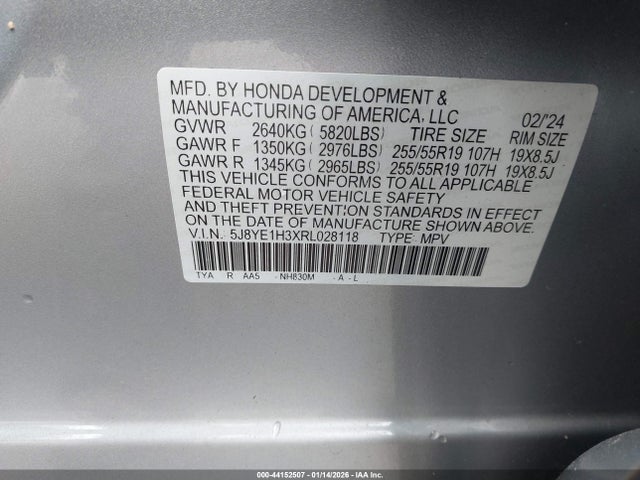 MFD. BY HONDA DEVELOPMENT &
MANUFACTURING OF AMERICA, LLC 02/'24
GVWR 2640KG( 5820LBS) TIRE SIZE RIM SIZE
GAWR F 1350KG( 2976LBS) 255/55R19 107H 19X8.5J
GAWR R 1345KG( 2965LBS) 255/55R19 107H 19X8.5J
THIS VEHICLE CONFORMS TO ALL APPLICABLE
FEDERAL MOTOR VEHICLE SAFETY
AND THEFT PREVENTION STANDARDS IN EFFECT
ON THE DATE OF MANUFACTURE SHOWN ABOVE.
V.I.N. 5J8YE1H3XRL028118 TYPE MPV
TYA R AA5 -NH830M -A-L
000-44152507 - 01/14/2026 - IAA Inc.